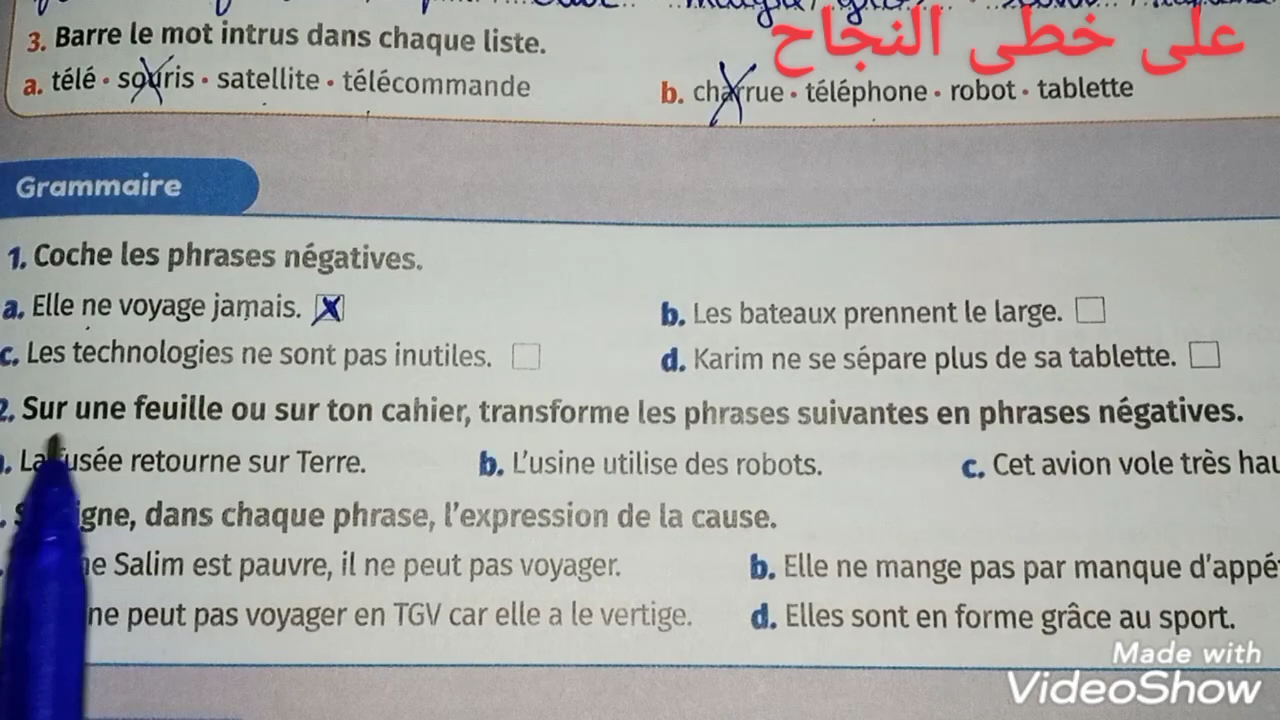 على خطى النجاح
3. Barre le mot intrus dans chaque liste.
a. télé • souris • satellite • télécommande
b. charrue • téléphone • robot • tablette
Grammaire
1. Coche les phrases négatives.
a. Elle ne voyage jamais.
b. Les bateaux prennent le large.
c. Les technologies ne sont pas inutiles.
d. Karim ne se sépare plus de sa tablette.
2. Sur une feuille ou sur ton cahier, transforme les phrases suivantes en phrases négatives.
La fusée retourne sur Terre.
b. L'usine utilise des robots.
c. Cet avion vole très
dans chaque phrase, l'expression de la cause.
Salim est pauvre, il ne peut pas voyager.
b. Elle ne mange pas par manque
ne peut pas voyager en TGV car elle a le vertige.
d. Elles sont en forme grâce au sport.
Made with
VideoShow